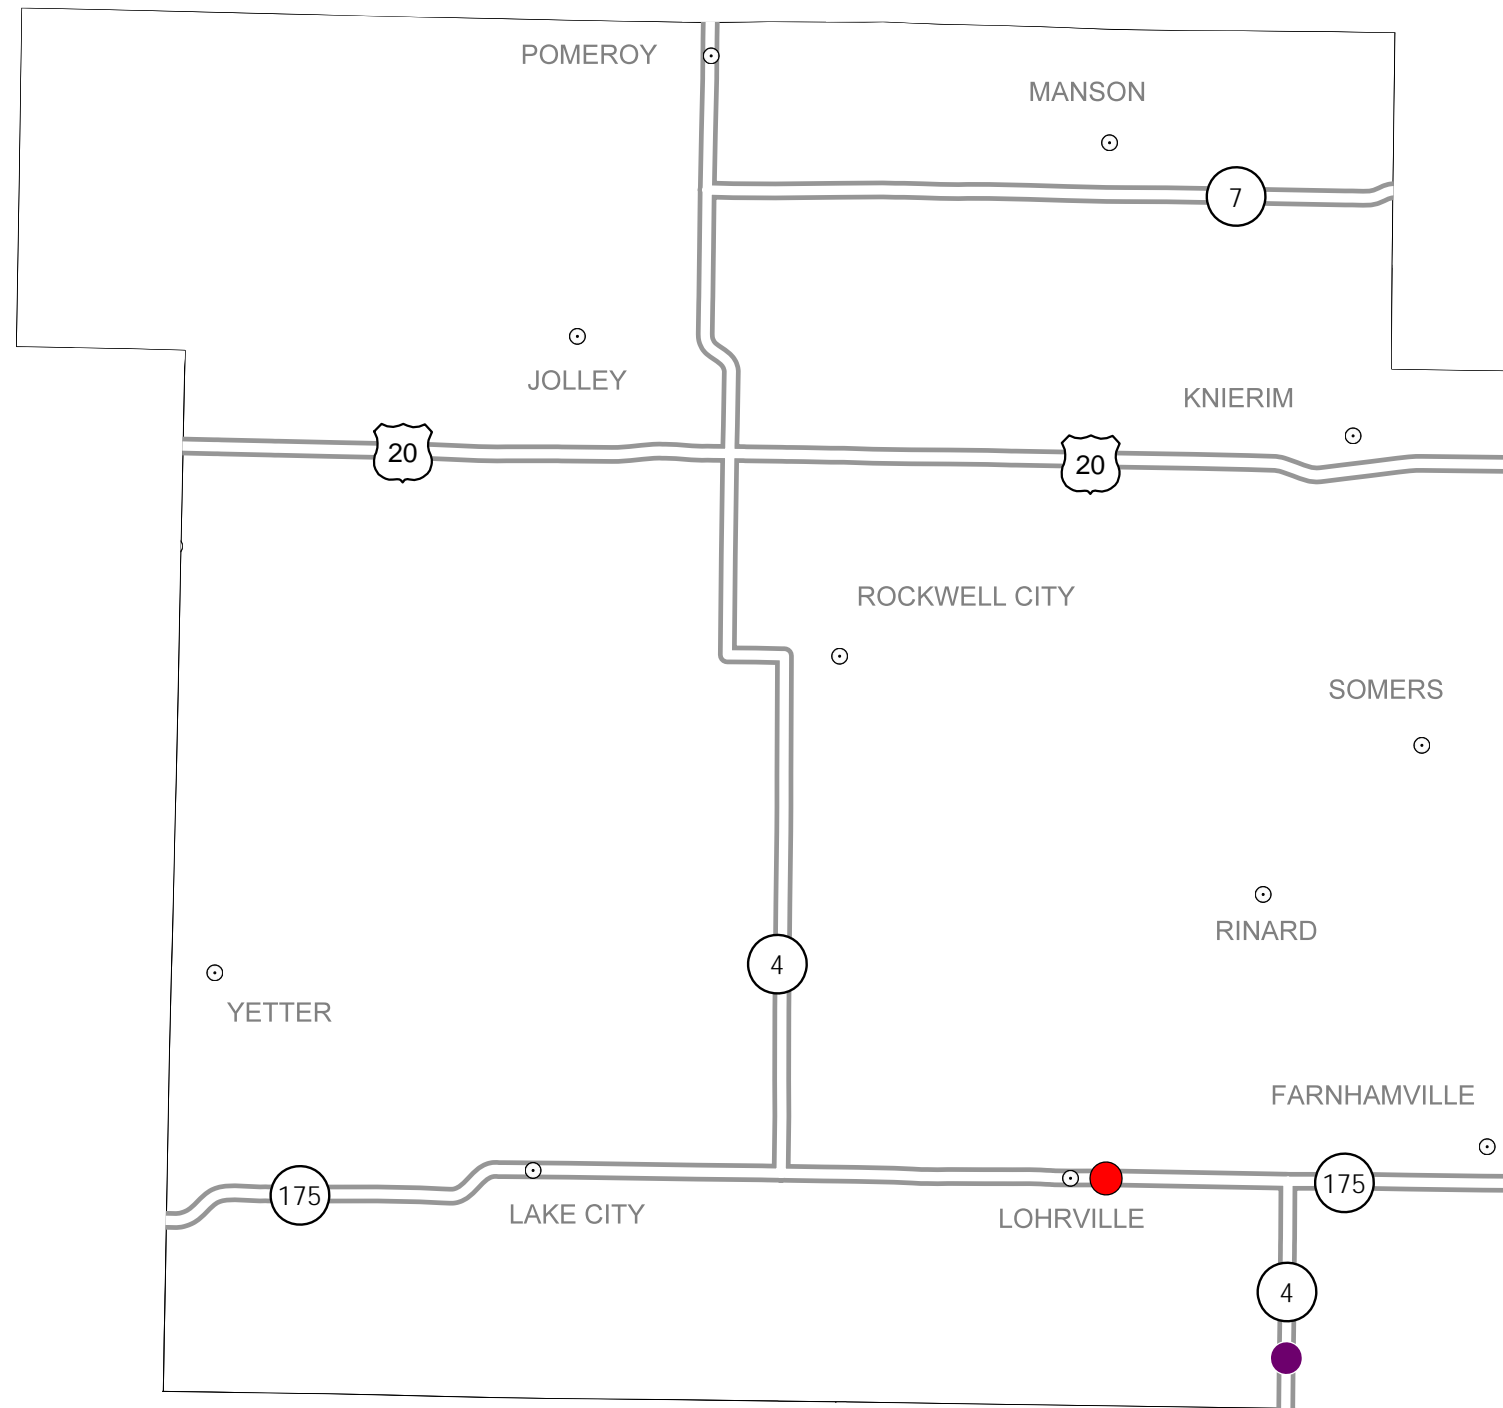 POMEROY
MANSON
7
JOLLEY
KNIERIM
20
20
ROCKWELL CITY
SOMERS
RINARD
4
YETTER
FARNHAMVILLE
175
175
LAKE CITY
LOHRVILLE
4